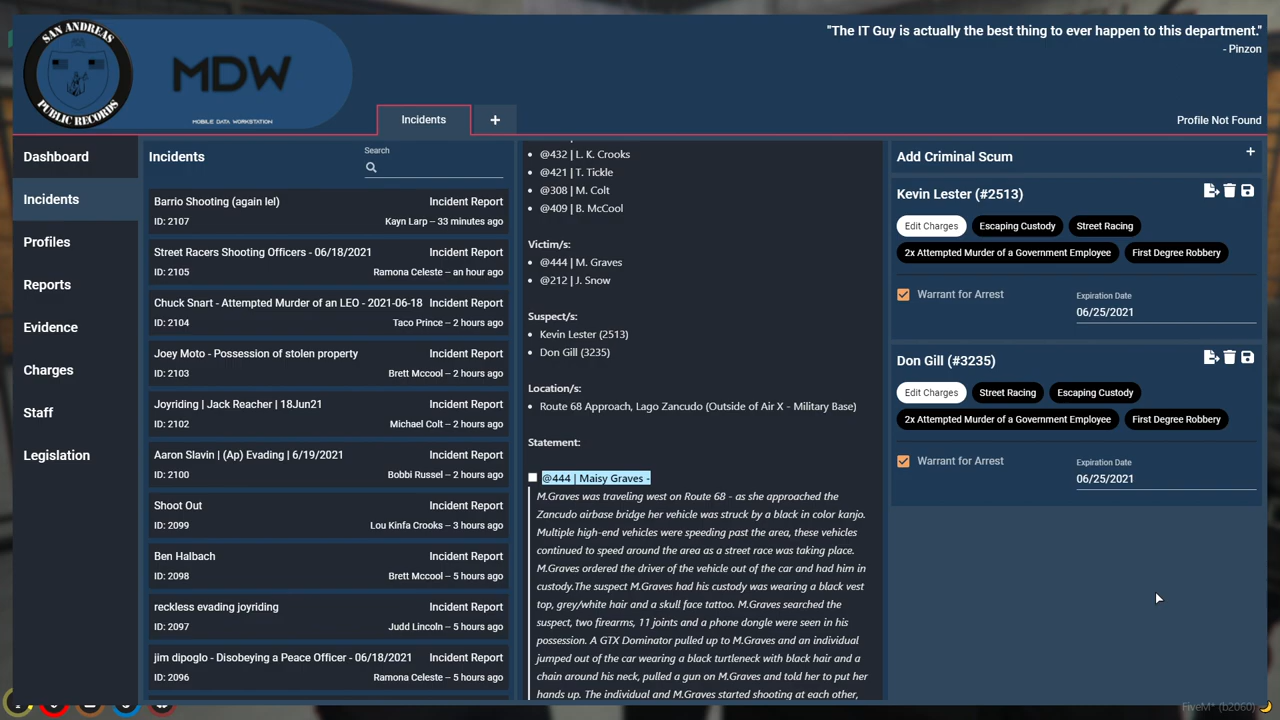 SAN ANDREAS
PUBLIC RECORDS
MDW
MOBILE DATA WORKSTATION
"The IT Guy is actually the best thing to ever happen to this department."
- Pinzon
Incidents
+
Profile Not Found
Dashboard
Incidents
Profiles
Reports
Evidence
Charges
Staff
Legislation
Incidents
Search
Barrio Shooting (again lel) Incident Report
ID: 2107 Kayn Larp – 33 minutes ago
Street Racers Shooting Officers - 06/18/2021 Incident Report
ID: 2105 Ramona Celeste – an hour ago
Chuck Snart - Attempted Murder of an LEO - 2021-06-18 Incident Report
ID: 2104 Taco Prince – 2 hours ago
Joey Moto - Possession of stolen property Incident Report
ID: 2103 Brett Mccool – 2 hours ago
Joyriding | Jack Reacher | 18Jun21 Incident Report
ID: 2102 Michael Colt – 2 hours ago
Aaron Slavin | (Ap) Evading | 6/19/2021 Incident Report
ID: 2100 Bobbi Russel – 2 hours ago
Shoot Out Incident Report
ID: 2099 Lou Kinfa Crooks – 3 hours ago
Ben Halbach Incident Report
ID: 2098 Brett Mccool – 5 hours ago
reckless evading joyriding Incident Report
ID: 2097 Judd Lincoln – 5 hours ago
jim dipoglo - Disobeying a Peace Officer - 06/18/2021 Incident Report
ID: 2096 Ramona Celeste – 5 hours ago
• @432 | L. K. Crooks
• @421 | T. Tickle
• @308 | M. Colt
• @409 | B. McCool
Victim/s:
• @444 | M. Graves
• @212 | J. Snow
Suspect/s:
• Kevin Lester (2513)
• Don Gill (3235)
Location/s:
• Route 68 Approach, Lago Zancudo (Outside of Air X - Military Base)
Statement:
@444 | Maisy Graves -
M.Graves was traveling west on Route 68 - as she approached the
Zancudo airbase bridge her vehicle was struck by a black in color kanjo.
Multiple high-end vehicles were speeding past the area, these vehicles
continued to speed around the area as a street race was taking place.
M.Graves ordered the driver of the vehicle out of the car and had him in
custody.The suspect M.Graves had his custody was wearing a black vest
top, grey/white hair and a skull face tattoo. M.Graves searched the
suspect, two firearms, 11 joints and a phone dongle were seen in his
possession. A GTX Dominator pulled up to M.Graves and an individual
jumped out of the car wearing a black turtleneck with black hair and a
chain around his neck, pulled a gun on M.Graves and told her to put her
hands up. The individual and M.Graves started shooting at each other,
Add Criminal Scum +
Kevin Lester (#2513)
Edit Charges Escaping Custody Street Racing
2x Attempted Murder of a Government Employee First Degree Robbery
Warrant for Arrest Expiration Date
06/25/2021
Don Gill (#3235)
Edit Charges Street Racing Escaping Custody
2x Attempted Murder of a Government Employee First Degree Robbery
Warrant for Arrest Expiration Date
06/25/2021
FiveM* (b2060)